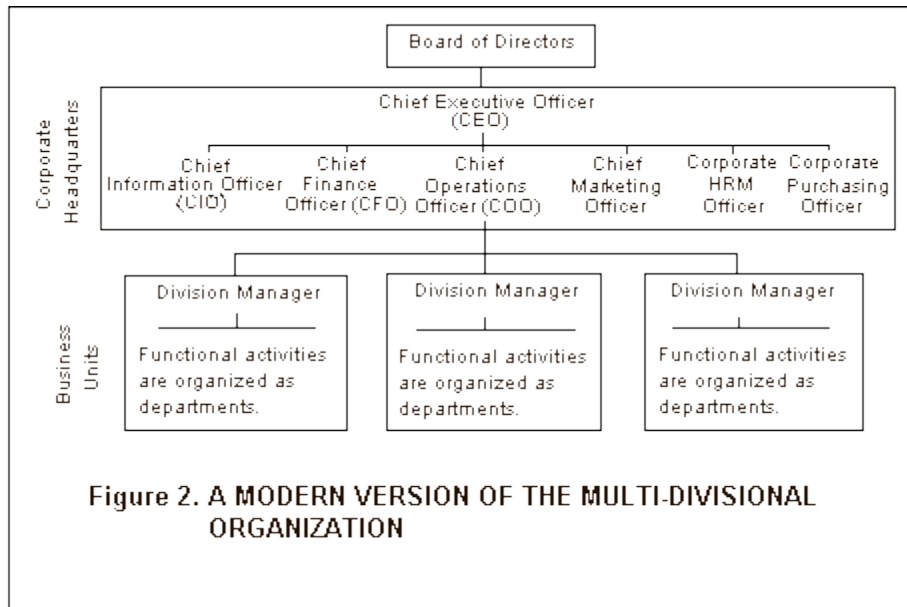 Board of Directors
Corporate
Headquarters
Chief Executive Officer
(CEO)
Chief
Information Officer
(CIO)
Chief
Finance
Officer (CFO)
Chief
Operations
Officer (COO)
Chief
Marketing
Officer
Corporate
HRM
Officer
Corporate
Purchasing
Officer
Business
Units
Division Manager
Functional activities
are organized as
departments.
Division Manager
Functional activities
are organized as
departments.
Division Manager
Functional activities
are organized as
departments.
Figure 2. A MODERN VERSION OF THE MULTI-DIVISIONAL
ORGANIZATION